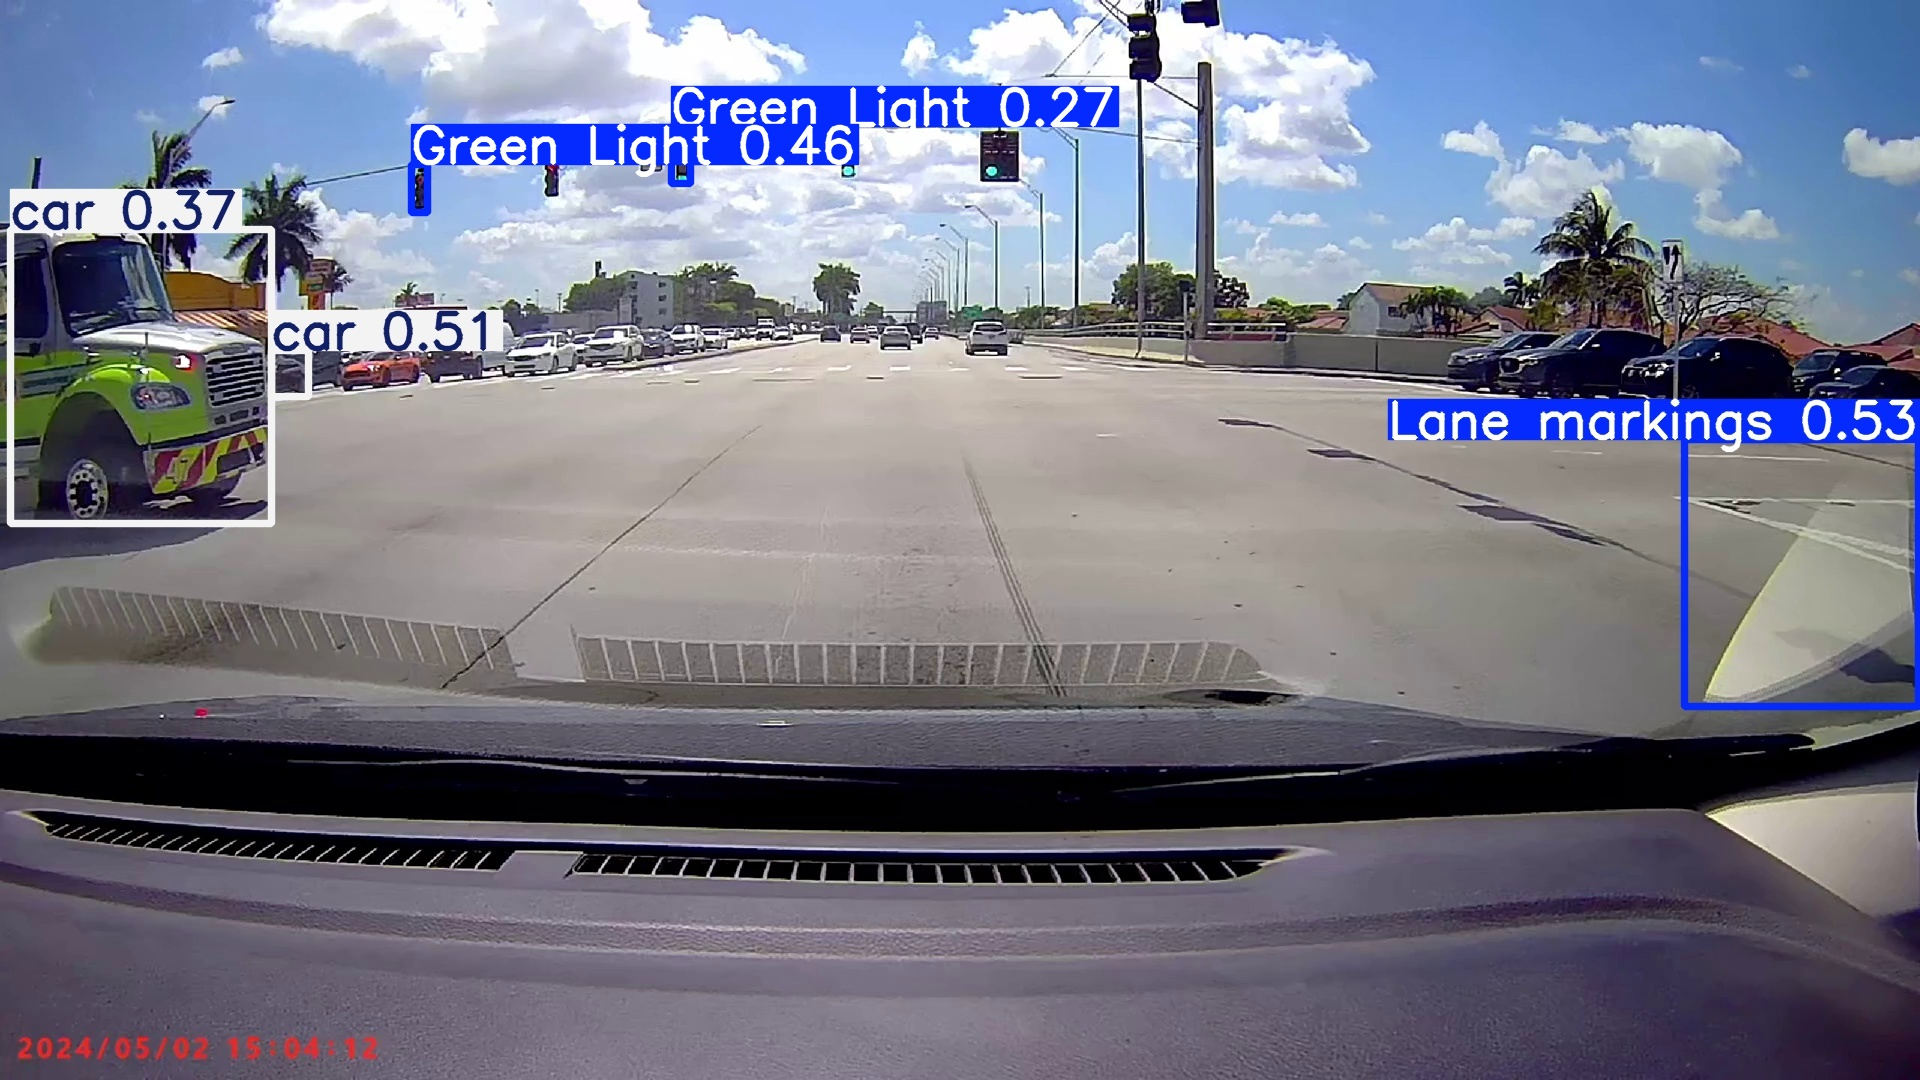 Green Light 0.27
Green Light 0.46
car 0.37
car 0.51
Lane markings 0.53
47
2024/05/02 15:04:12